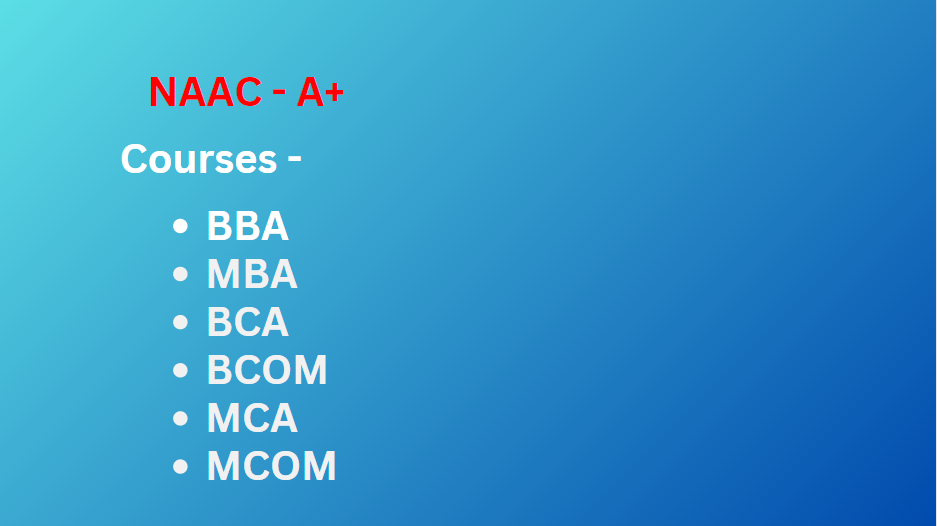 NAAC - A+
Courses -
• BBA
• MBA
• BCA
• BCOM
• MCA
• MCOM